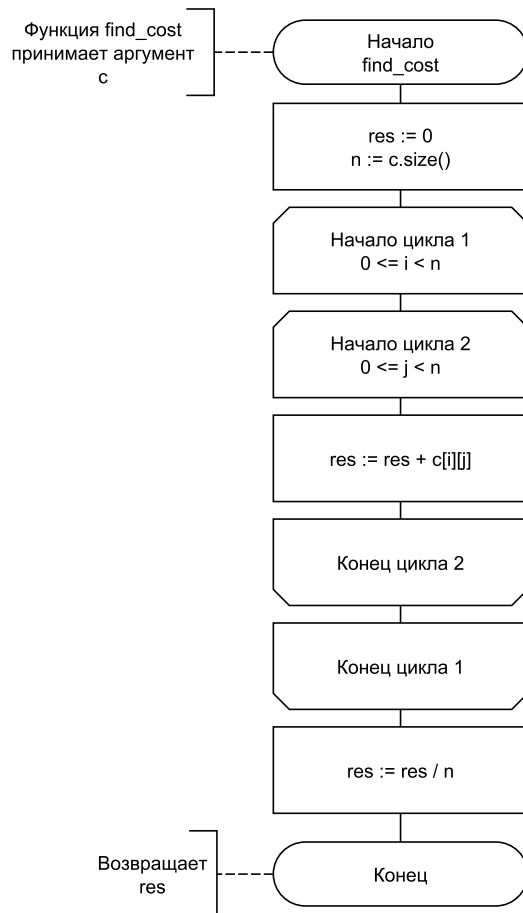 Функция find_cost
принимает аргумент
c
Начало
find_cost
res := 0
n := c.size()
Начало цикла 1
0 <= i < n
Начало цикла 2
0 <= j < n
res := res + c[i][j]
Конец цикла 2
Конец цикла 1
res := res / n
Возвращает
res
Конец